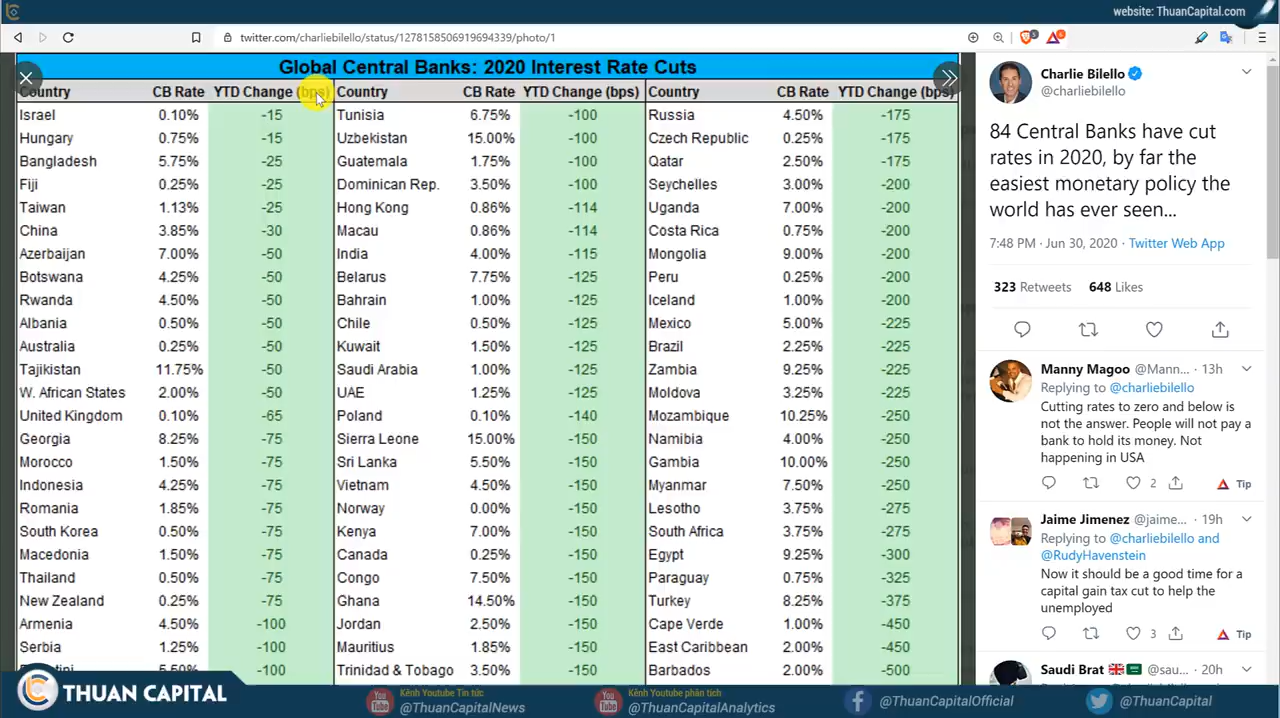 website: ThuanCapital.com
twitter.com/charliebilello/status/1278158506919694339/photo/1
Global Central Banks: 2020 Interest Rate Cuts
Country CB Rate YTD Change (bps) Country CB Rate YTD Change (bps) Country CB Rate YTD Change (bps)
Israel 0.10% -15 Tunisia 6.75% -100 Russia 4.50% -175
Hungary 0.75% -15 Uzbekistan 15.00% -100 Czech Republic 0.25% -175
Bangladesh 5.75% -25 Guatemala 1.75% -100 Qatar 2.50% -175
Fiji 0.25% -25 Dominican Rep. 3.50% -100 Seychelles 3.00% -200
Taiwan 1.13% -25 Hong Kong 0.86% -114 Uganda 7.00% -200
China 3.85% -30 Macau 0.86% -114 Costa Rica 0.75% -200
Azerbaijan 7.00% -50 India 4.00% -115 Mongolia 9.00% -200
Botswana 4.25% -50 Belarus 7.75% -125 Peru 0.25% -200
Rwanda 4.50% -50 Bahrain 1.00% -125 Iceland 1.00% -200
Albania 0.50% -50 Chile 0.50% -125 Mexico 5.00% -225
Australia 0.25% -50 Kuwait 1.50% -125 Brazil 2.25% -225
Tajikistan 11.75% -50 Saudi Arabia 1.00% -125 Zambia 9.25% -225
W. African States 2.00% -50 UAE 1.25% -125 Moldova 3.25% -225
United Kingdom 0.10% -65 Poland 0.10% -140 Mozambique 10.25% -250
Georgia 8.25% -75 Sierra Leone 15.00% -150 Namibia 4.00% -250
Morocco 1.50% -75 Sri Lanka 5.50% -150 Gambia 10.00% -250
Indonesia 4.25% -75 Vietnam 4.50% -150 Myanmar 7.50% -250
Romania 1.85% -75 Norway 0.00% -150 Lesotho 3.75% -275
South Korea 0.50% -75 Kenya 7.00% -150 South Africa 3.75% -275
Macedonia 1.50% -75 Canada 0.25% -150 Egypt 9.25% -300
Thailand 0.50% -75 Congo 7.50% -150 Paraguay 0.75% -325
New Zealand 0.25% -75 Ghana 14.50% -150 Turkey 8.25% -375
Armenia 4.50% -100 Jordan 2.50% -150 Cape Verde 1.00% -450
Serbia 1.25% -100 Mauritius 1.85% -150 East Caribbean 2.00% -450
5.50% -100 Trinidad & Tobago 3.50% -150 Barbados 2.00% -500
Charlie Bilello
@charliebilello
84 Central Banks have cut
rates in 2020, by far the
easiest monetary policy the
world has ever seen...
7:48 PM · Jun 30, 2020 · Twitter Web App
323 Retweets 648 Likes
Manny Magoo @Mann... · 13h
Replying to @charliebilello
Cutting rates to zero and below is
not the answer. People will not pay a
bank to hold its money. Not
happening in USA
2 Tip
Jaime Jimenez @jaime... · 19h
Replying to @charliebilello and
@RudyHavenstein
Now it should be a good time for a
capital gain tax cut to help the
unemployed
3 Tip
Saudi Brat @sau... · 20h
THUAN CAPITAL
You Tube
Kênh Youtube Tin tức
@ThuanCapitalNews
You Tube
Kênh Youtube phân tích
@ThuanCapitalAnalytics
@ThuanCapitalOfficial
@ThuanCapital